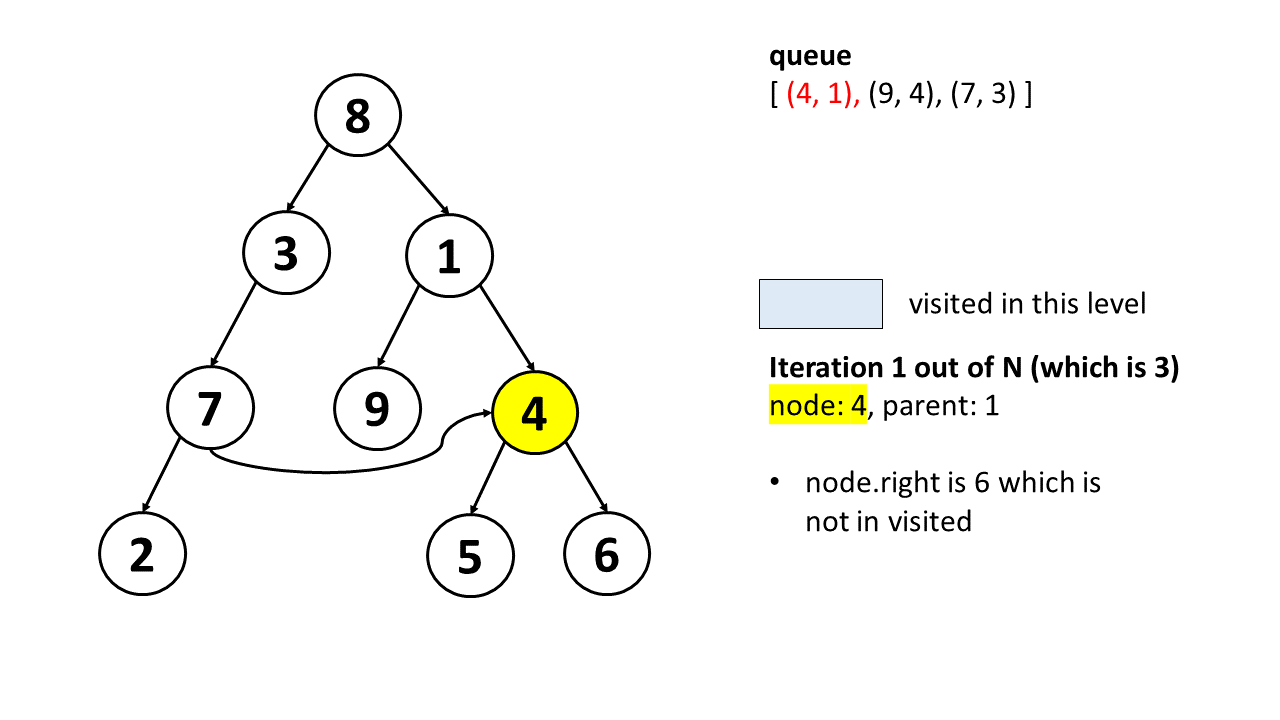 queue
[ (4, 1), (9, 4), (7, 3) ]
8
3
1
visited in this level
Iteration 1 out of N (which is 3)
node: 4, parent: 1
7
9
4
• node.right is 6 which is
not in visited
2
5
6